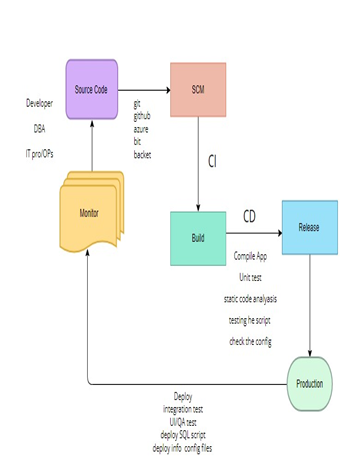 Source Code
SCM
Developer
DBA
IT pro/OPs
git
github
azure
bit
backet
CI
Monitor
Build
CD
Release
Compile App
Unit test
static code analyasis
testing he script
check the config
Production
Deploy
integration test
UI/QA test
deploy SQL script
deploy info config files